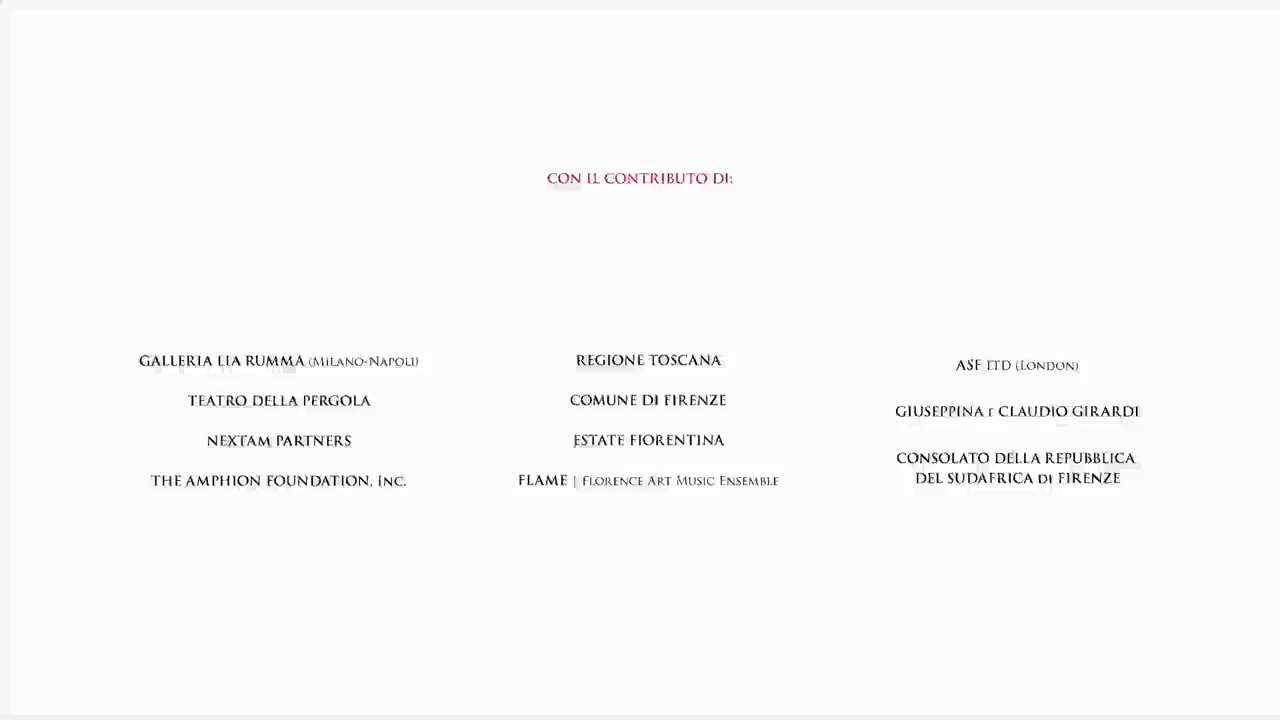 CON IL CONTRIBUTO DI:
GALLERIA LIA RUMMA (MILANO-NAPOLI)
TEATRO DELLA PERGOLA
NEXTAM PARTNERS
THE AMPHION FOUNDATION, INC.
REGIONE TOSCANA
COMUNE DI FIRENZE
ESTATE FIORENTINA
FLAME | FLORENCE ART MUSIC ENSEMBLE
ASF LTD (LONDON)
GIUSEPPINA E CLAUDIO GIRARDI
CONSOLATO DELLA REPUBBLICA
DEL SUDAFRICA DI FIRENZE